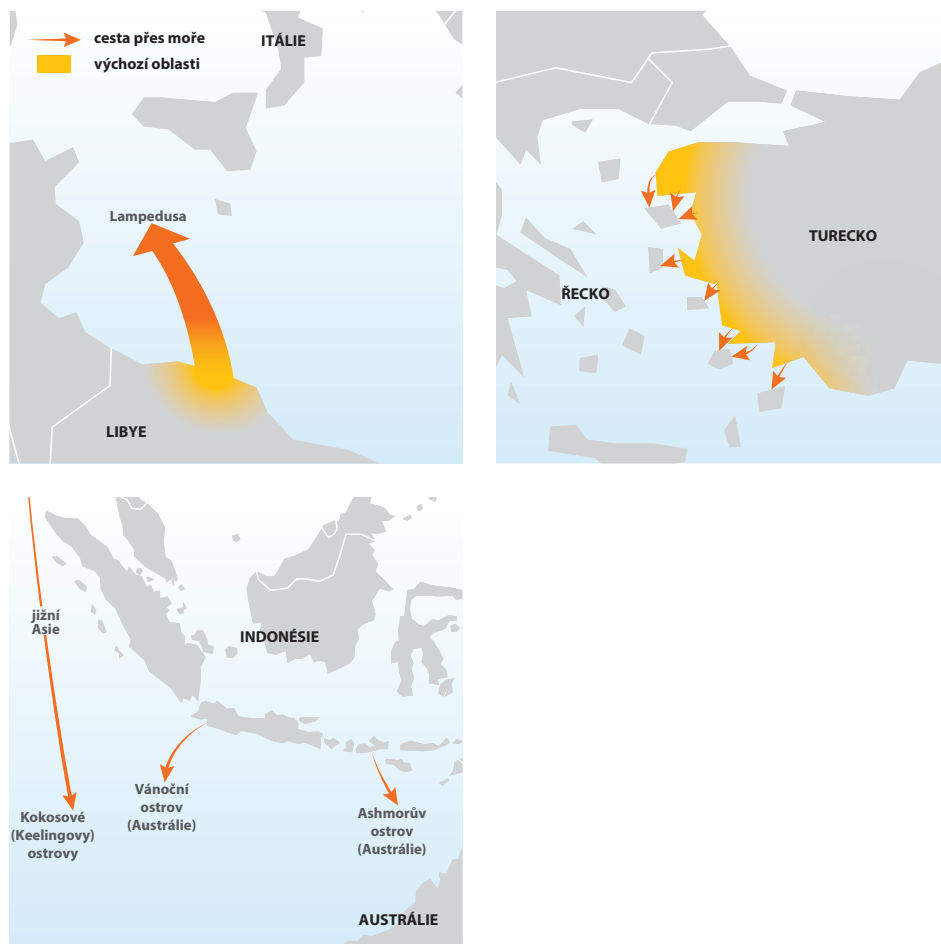 cesta přes moře
výchozí oblasti
ITÁLIE
Lampedusa
LIBYE
TURECKO
ŘECKO
jižní
Asie
INDONÉSIE
Kokosové
(Keelingovy)
ostrovy
Vánoční
ostrov
(Austrálie)
Ashmorův
ostrov
(Austrálie)
AUSTRÁLIE